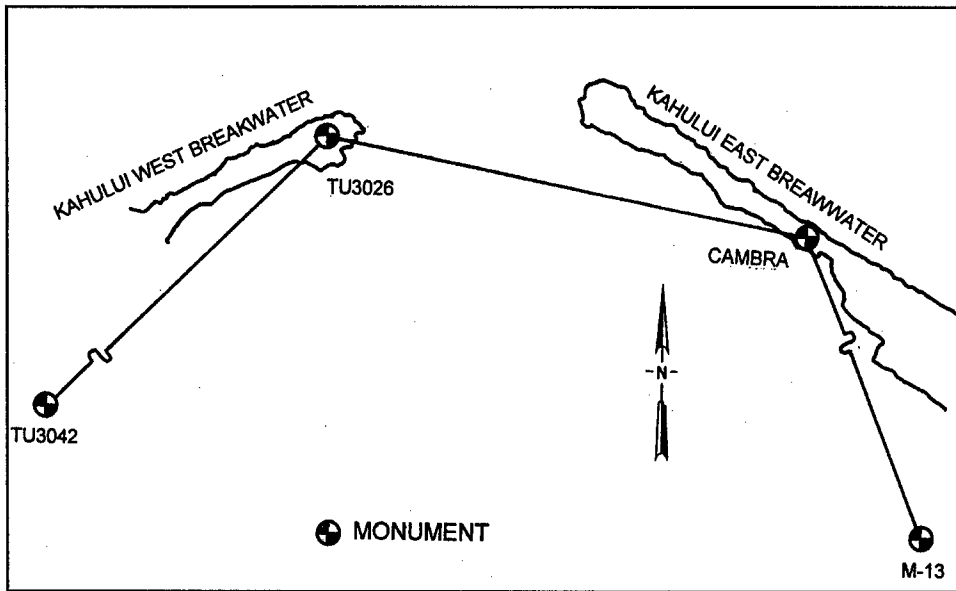 KAHULUI WEST BREAKWATER
KAHULUI EAST BREAWWATER
TU3026
CAMBRA
-N-
TU3042
MONUMENT
M-13